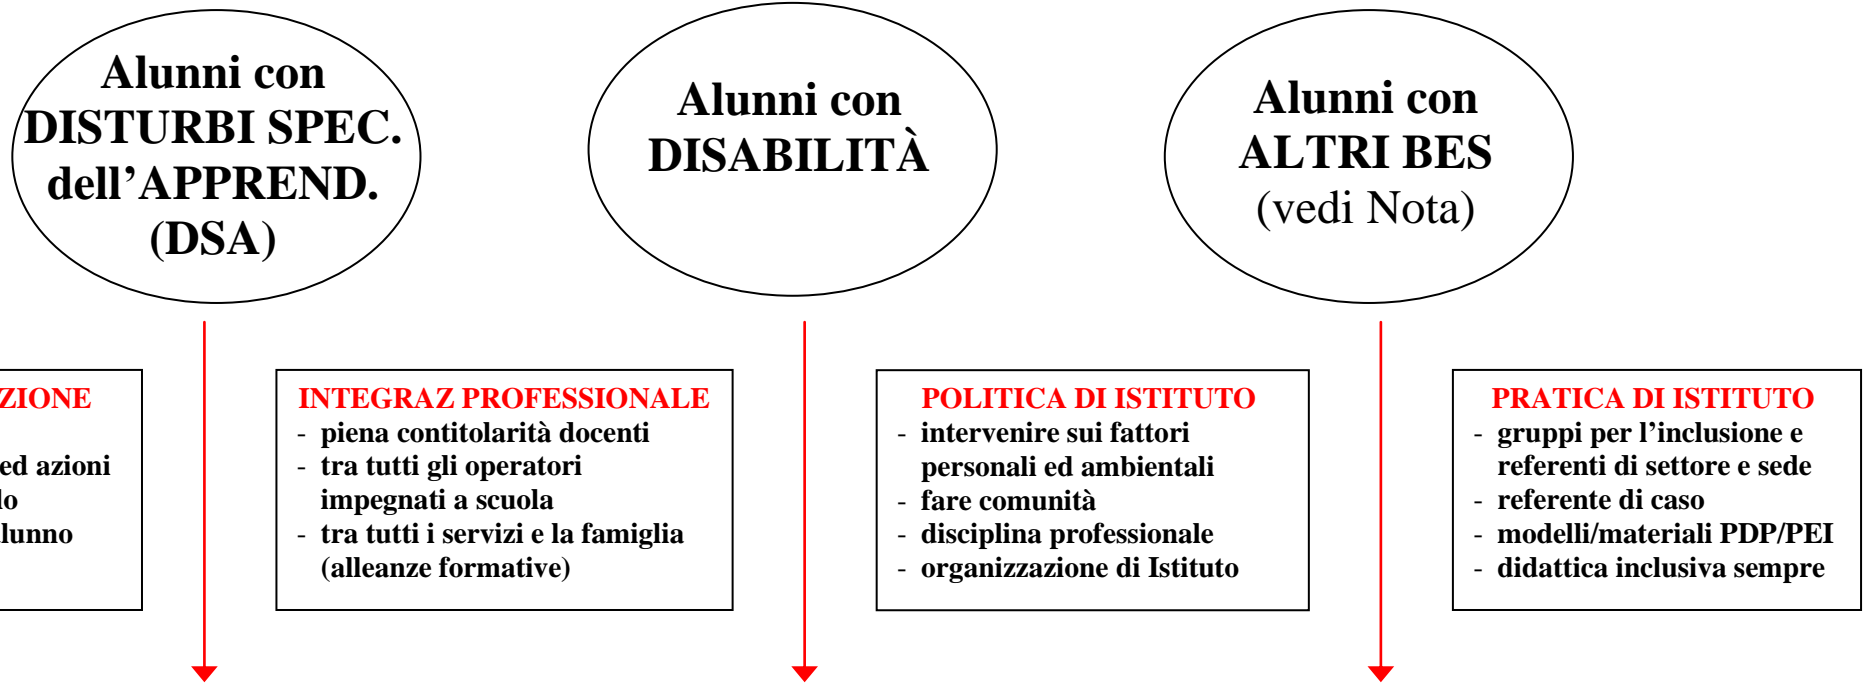 Alunni con
DISTURBI SPEC.
dell’APPREND.
(DSA)
Alunni con
DISABILITÀ
Alunni con
ALTRI BES
(vedi Nota)
ZIONE
ed azioni
lo
lunno
INTEGRAZ PROFESSIONALE
- piena contitolarità docenti
- tra tutti gli operatori
impegnati a scuola
- tra tutti i servizi e la famiglia
(alleanze formative)
POLITICA DI ISTITUTO
- intervenire sui fattori
personali ed ambientali
- fare comunità
- disciplina professionale
- organizzazione di Istituto
PRATICA DI ISTITUTO
- gruppi per l’inclusione e
referenti di settore e sede
- referente di caso
- modelli/materiali PDP/PEI
- didattica inclusiva sempre